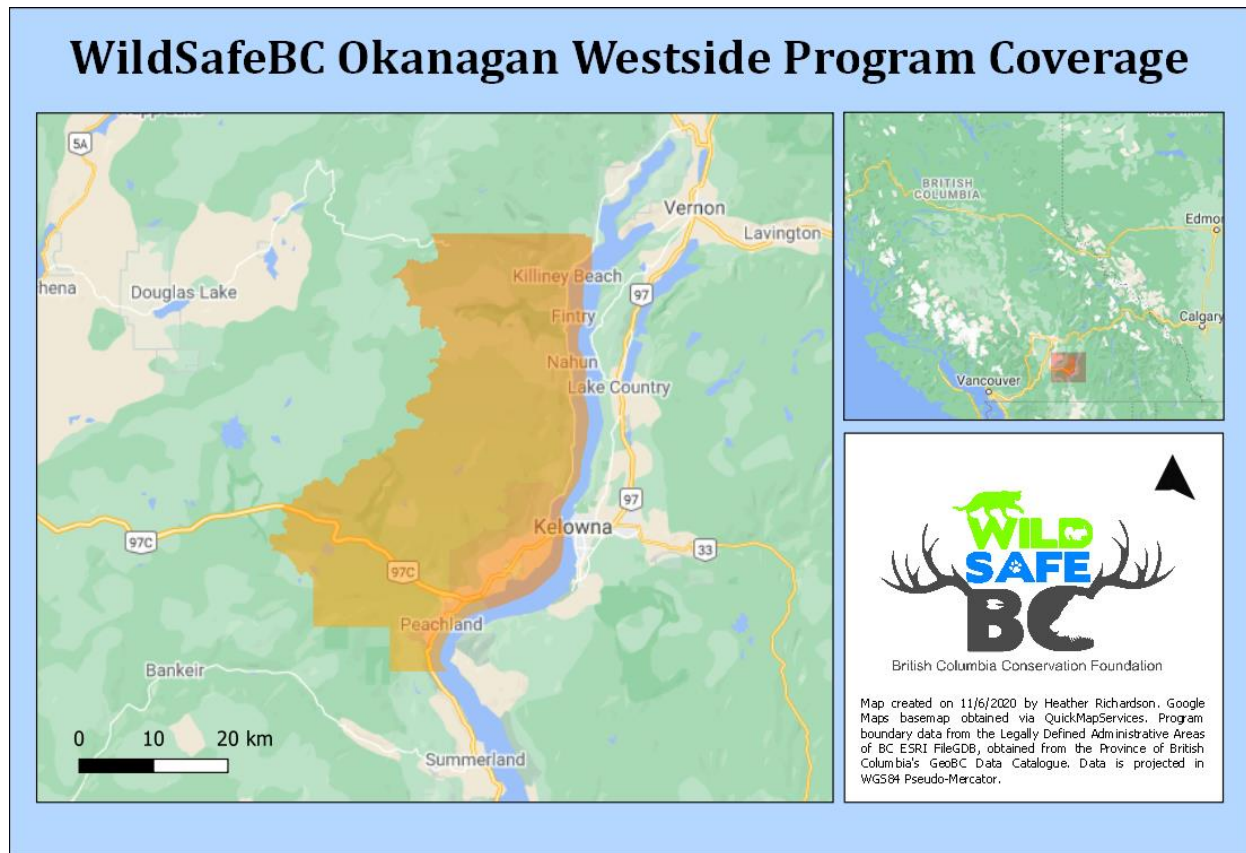 WildSafeBC Okanagan Westside Program Coverage
5A
Vernon
Lavington
Killiney Beach
97
hena
Douglas Lake
Fintry
Nahun
Lake Country
97
Kelowna
97C
33
97C
Peachland
Bankeir
0 10 20 km
Summerland
BRITISH
COLUMBIA
Edmon
Calgary
Vancouver
WILD
SAFE
BC
British Columbia Conservation Foundation
Map created on 11/6/2020 by Heather Richardson. Google
Maps basemap obtained via QuickMapServices. Program
boundary data from the Legally Defined Administrative Areas
of BC ESRI FileGDB, obtained from the Province of British
Columbia's GeoBC Data Catalogue. Data is projected in
WGS84 Pseudo-Mercator.